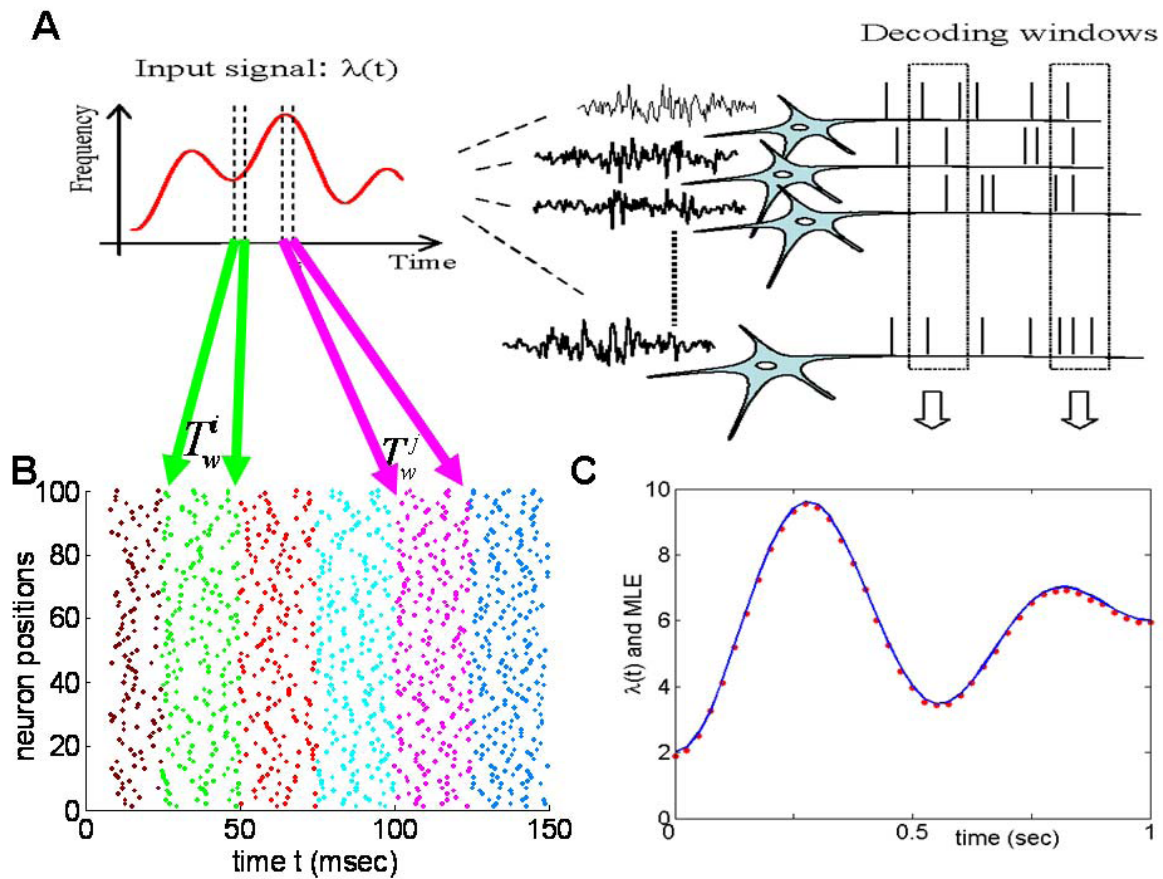 A
Input signal: λ(t)
Frequency
Time
Decoding windows
T_w^i
T_w^j
B
neuron positions
100
80
60
40
20
0
0
50
100
150
time t (msec)
C
λ(t) and MLE
10
8
6
4
2
0
0
0.5
1
time (sec)